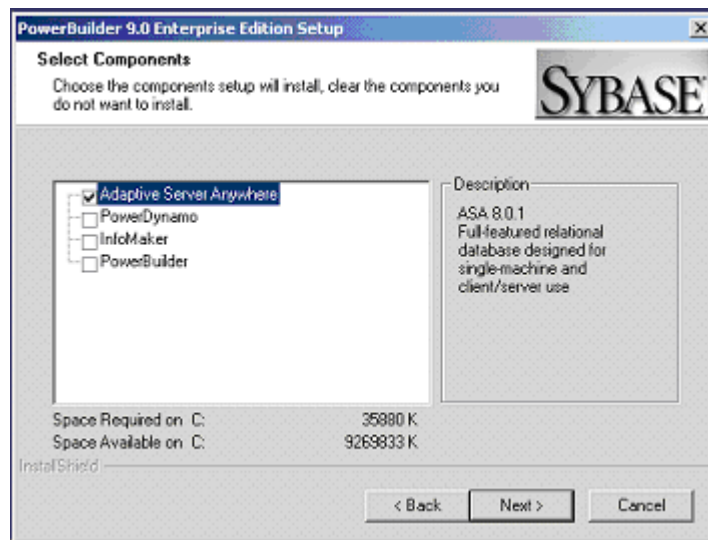 PowerBuilder 9.0 Enterprise Edition Setup
Select Components
Choose the components setup will install, clear the components you
do not want to install.
SYBASE
Adaptive Server Anywhere
PowerDynamo
InfoMaker
PowerBuilder
Description
ASA 8.0.1
Full-featured relational
database designed for
single-machine and
client/server use
Space Required on C: 35880 K
Space Available on C: 9269833 K
InstallShield
< Back
Next >
Cancel